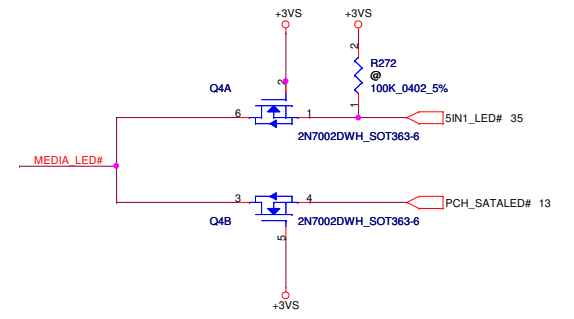 +3VS +3VS
2
R272
@
100K_0402_5%
Q4A
2
1
6 1
5IN1_LED# 35
2N7002DWH_SOT363-6
MEDIA_LED#
3 4
PCH_SATALED# 13
Q4B
2N7002DWH_SOT363-6
5
+3VS